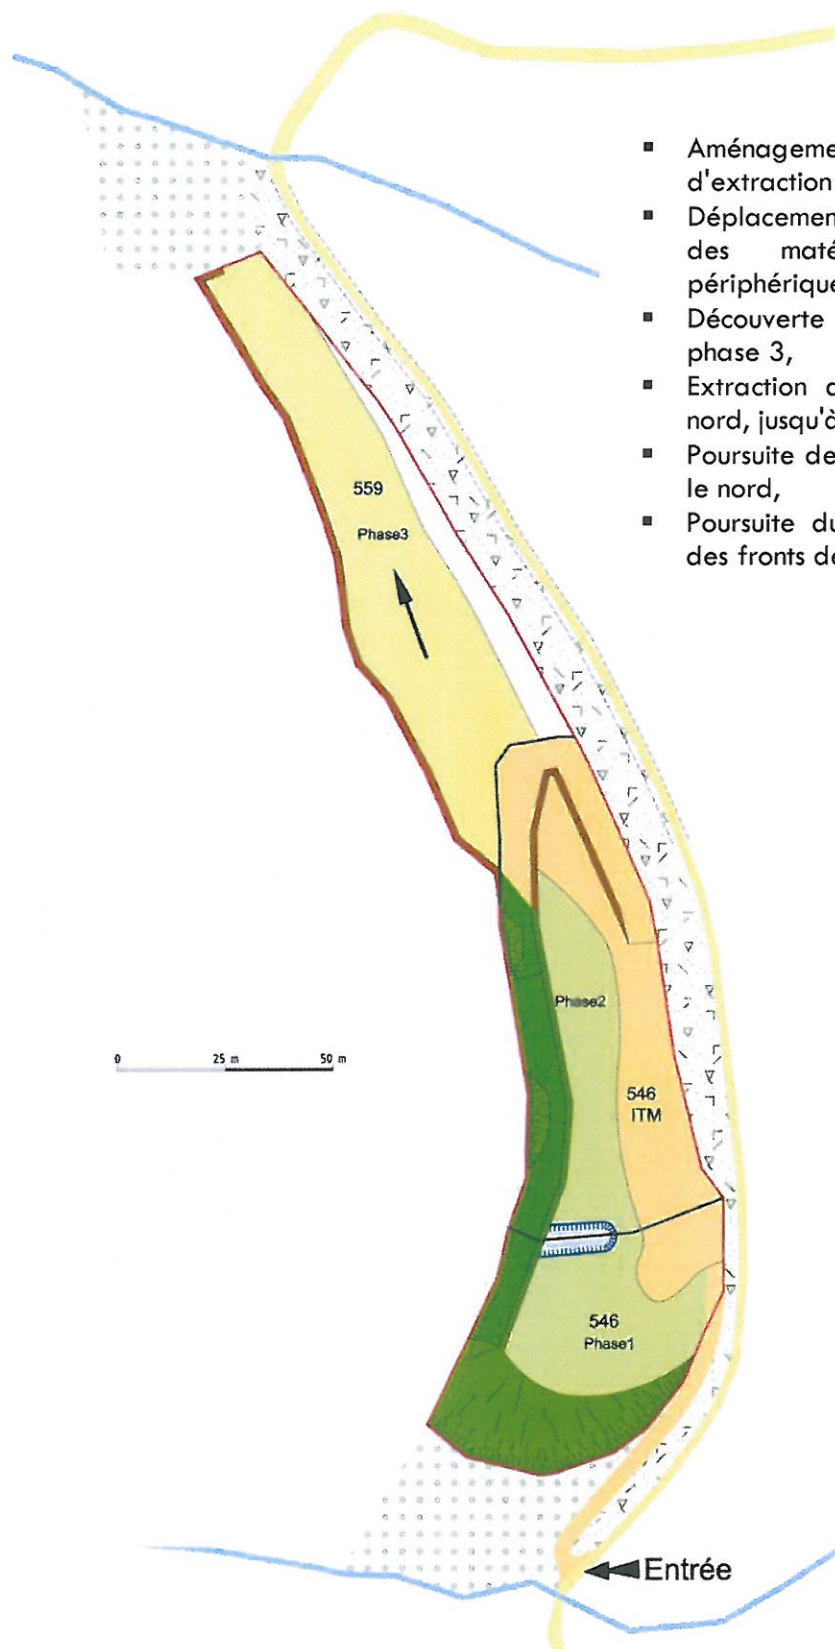 ▪ Aménageme
d'extraction
▪ Déplacemen
des maté
périphérique
▪ Découverte
phase 3,
▪ Extraction d
nord, jusqu'à
▪ Poursuite de
le nord,
▪ Poursuite du
des fronts de
559
Phase3
Phase2
0 25 m 50 m
546
ITM
546
Phase1
Entrée